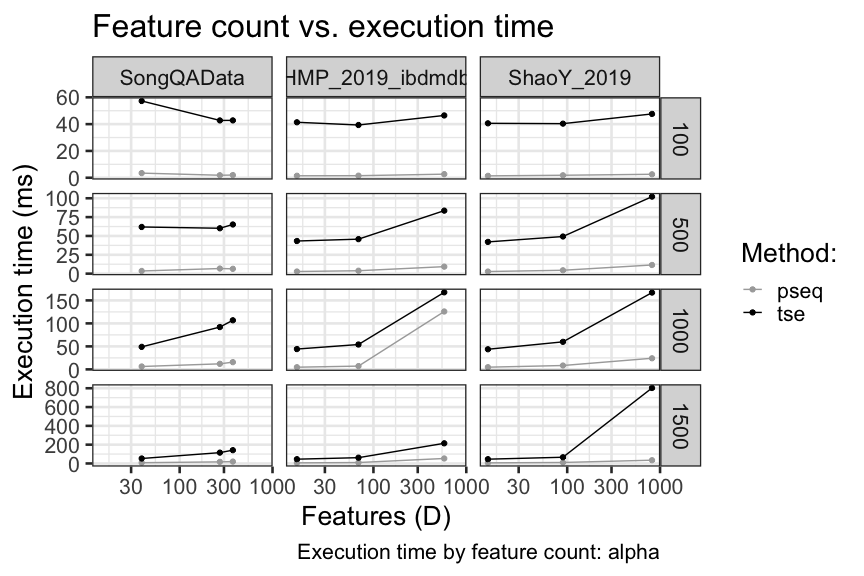 Feature count vs. execution time
SongQAData HMP_2019_ibdmdb ShaoY_2019
60
40
20
0
100
100
75
50
25
0
500
150
100
50
0
1000
800
600
400
200
0
1500
30 100 300 1000 30 100 300 1000 30 100 300 1000
Execution time (ms)
Features (D)
Execution time by feature count: alpha
Method:
pseq
tse